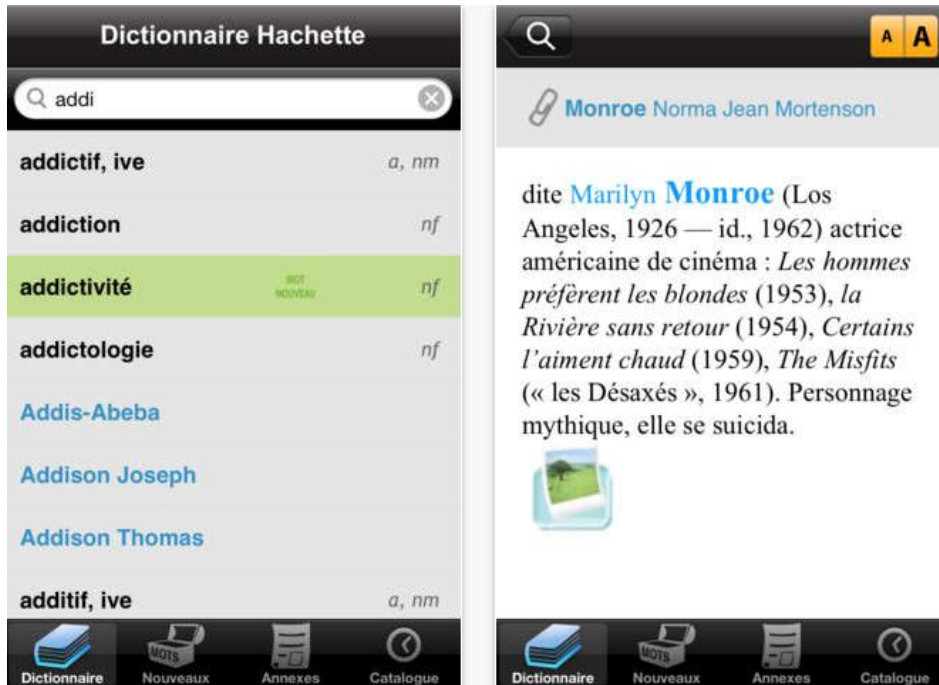 Dictionnaire Hachette
addi
addictif, ive a, nm
addiction nf
addictivité MOT NOUVEAU nf
addictologie nf
Addis-Abeba
Addison Joseph
Addison Thomas
additif, ive a, nm
MOTS
Dictionnaire Nouveaux Annexes Catalogue
A A
Monroe Norma Jean Mortenson
dite Marilyn Monroe (Los
Angeles, 1926 — id., 1962) actrice
américaine de cinéma : Les hommes
préfèrent les blondes (1953), la
Rivière sans retour (1954), Certains
l'aiment chaud (1959), The Misfits
(« les Désaxés », 1961). Personnage
mythique, elle se suicida.
MOTS
Dictionnaire Nouveaux Annexes Catalogue